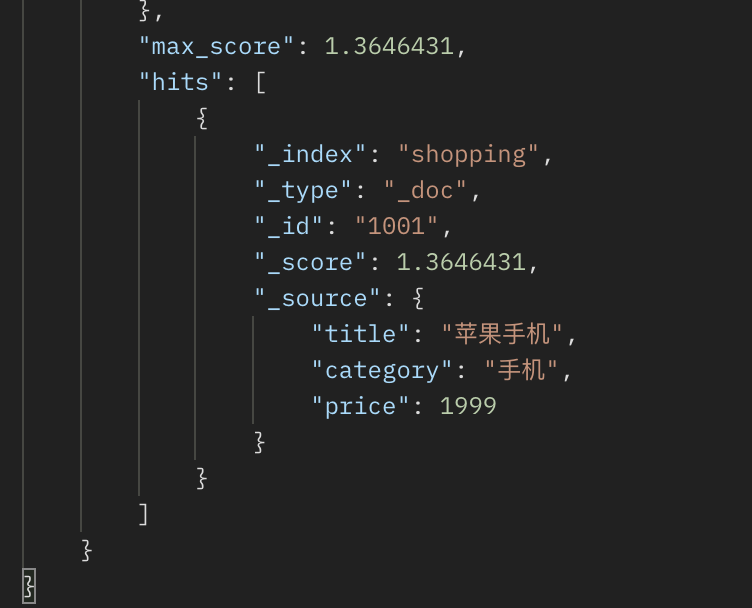 },
"max_score": 1.3646431,
"hits": [
{
"_index": "shopping",
"_type": "_doc",
"_id": "1001",
"_score": 1.3646431,
"_source": {
"title": "苹果手机",
"category": "手机",
"price": 1999
}
}
]
}
}